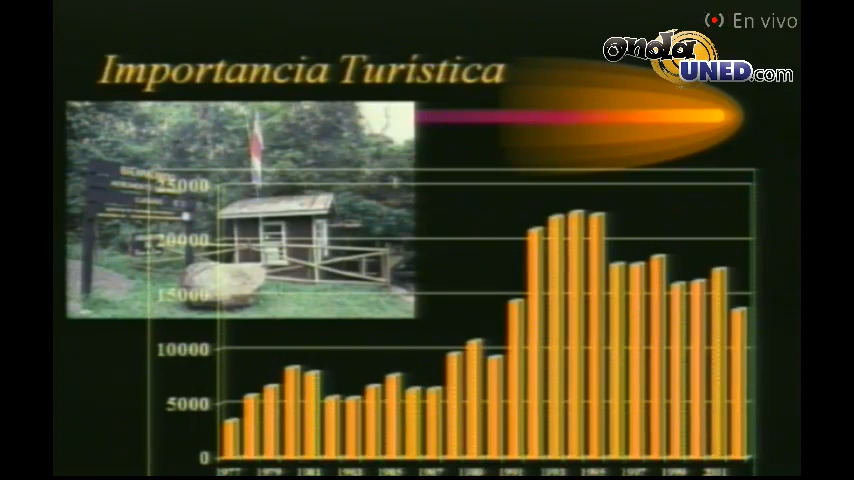 En vivo
onda
UNED.com
Importancia Turística
25000
20000
15000
10000
5000
0
1977 1979 1981 1983 1985 1987 1989 1991 1993 1995 1997 1999 2001